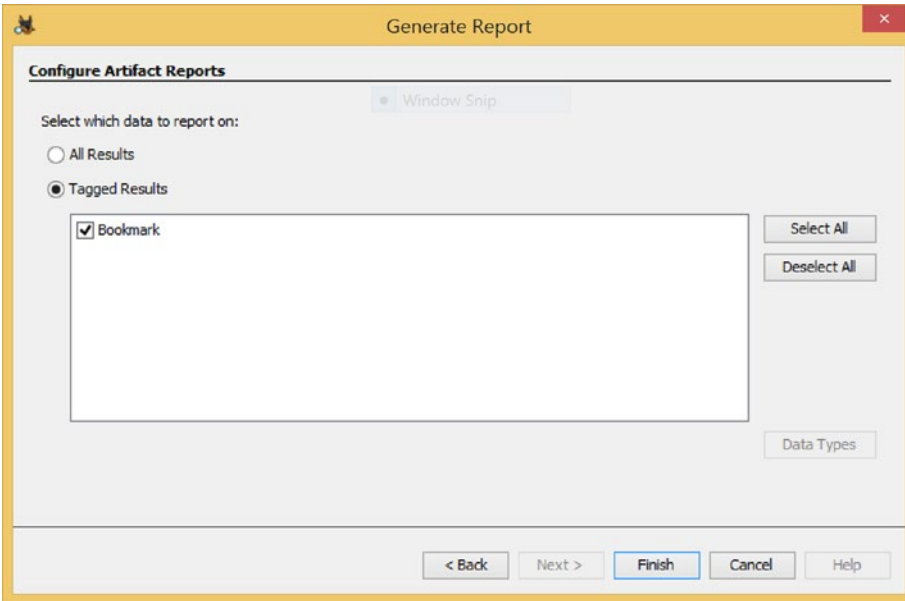 Generate Report
Configure Artifact Reports
Window Snip
Select which data to report on:
All Results
Tagged Results
Bookmark
Select All
Deselect All
Data Types
< Back Next > Finish Cancel Help